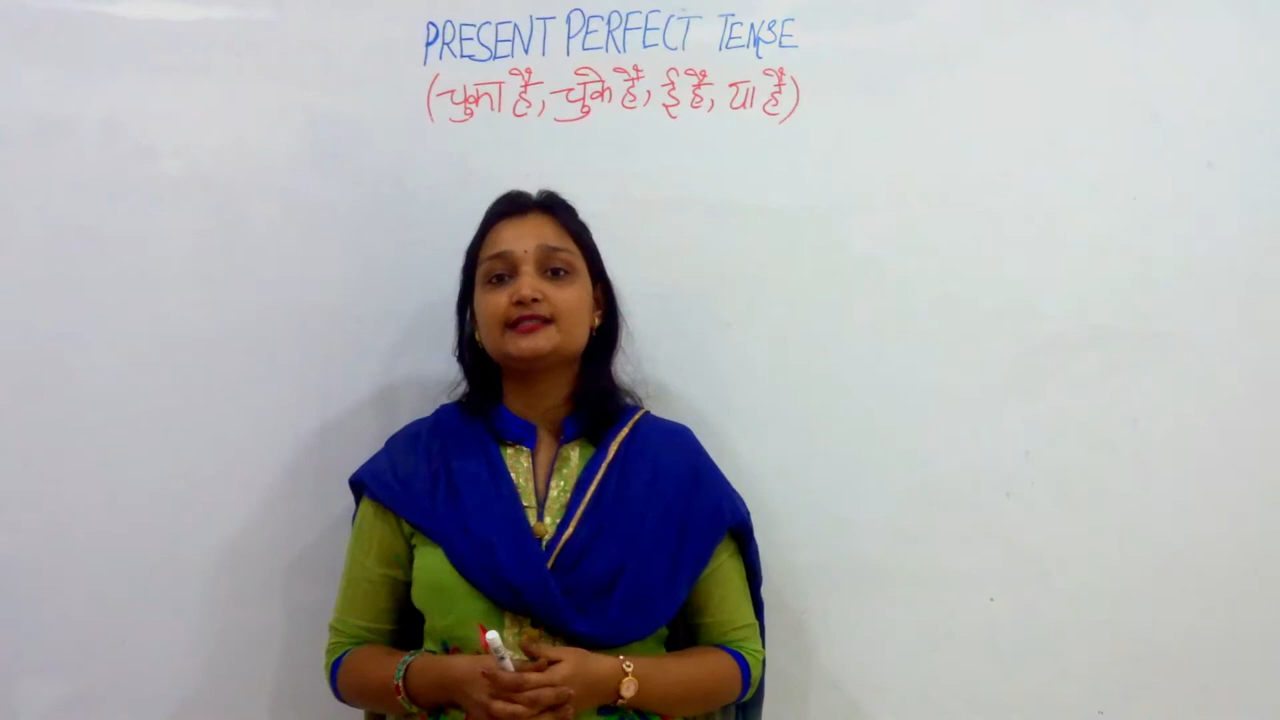 PRESENT PERFECT TENSE
(चुका है, चुके हैं, ई है, या है)